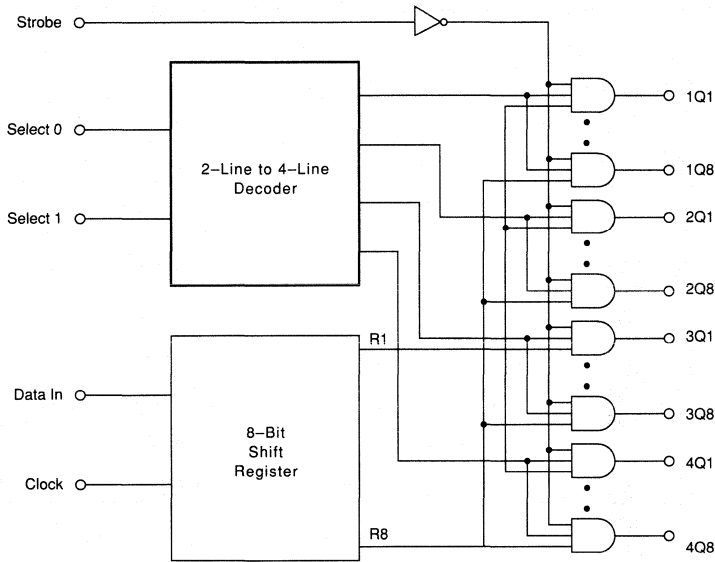 Strobe
1Q1
Select 0
2–Line to 4–Line
Decoder
1Q8
Select 1
2Q1
2Q8
R1
3Q1
Data In
8–Bit
Shift
Register
3Q8
Clock
4Q1
R8
4Q8